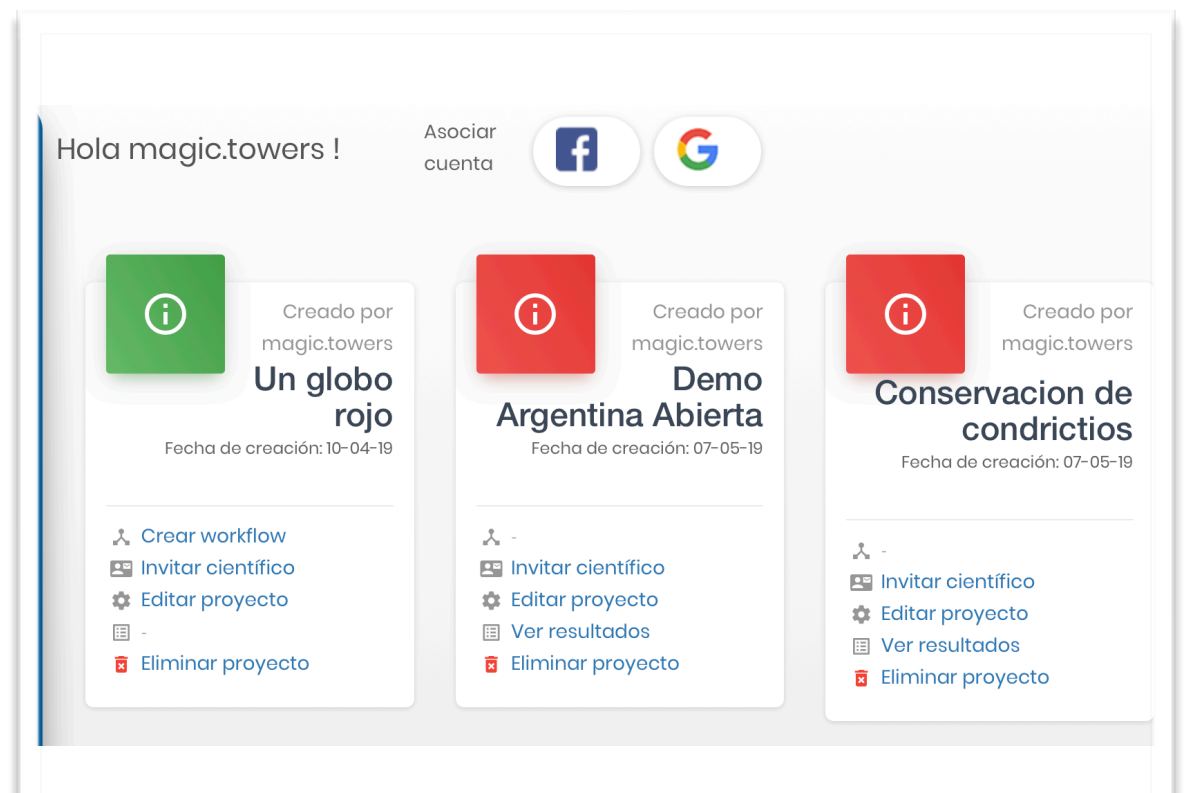 Hola magic.towers !
Asociar
cuenta
Creado por
magic.towers
Un globo
rojo
Fecha de creación: 10-04-19
Crear workflow
Invitar científico
Editar proyecto
-
Eliminar proyecto
Creado por
magic.towers
Demo
Argentina Abierta
Fecha de creación: 07-05-19
-
Invitar científico
Editar proyecto
Ver resultados
Eliminar proyecto
Creado por
magic.towers
Conservacion de
condrictios
Fecha de creación: 07-05-19
-
Invitar científico
Editar proyecto
Ver resultados
Eliminar proyecto